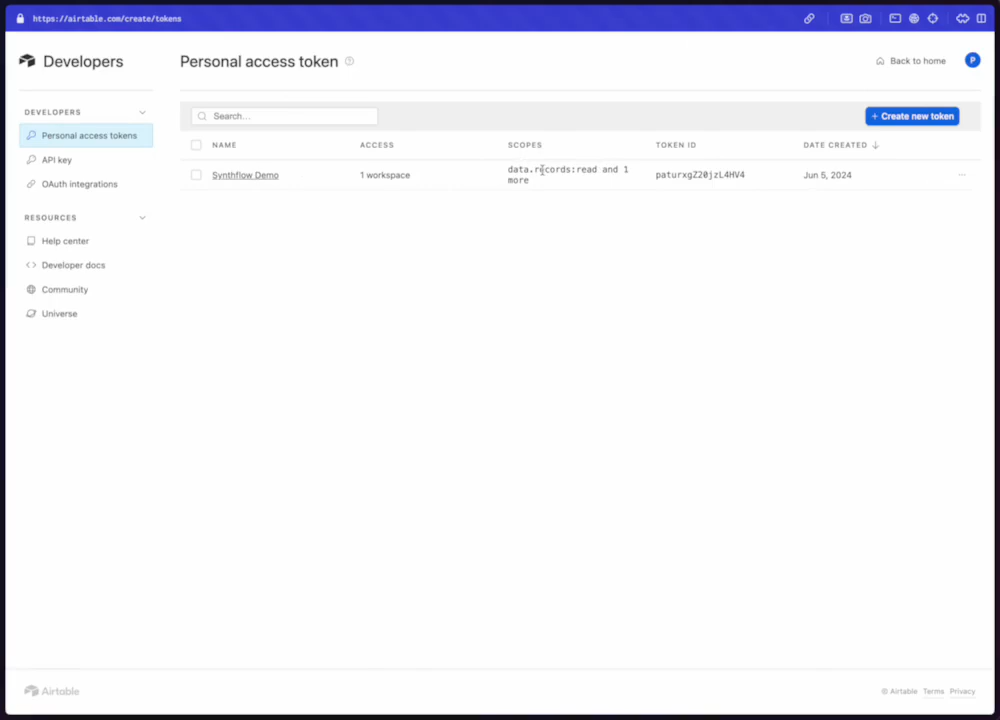 https://airtable.com/create/tokens
Developers
Personal access token
Back to home
P
DEVELOPERS
Personal access tokens
API key
OAuth integrations
RESOURCES
Help center
Developer docs
Community
Universe
Search...
+ Create new token
NAME ACCESS SCOPES TOKEN ID DATE CREATED
Synthflow Demo 1 workspace data.records:read and 1 paturxgZ20jzL4HV4 Jun 5, 2024
more
Airtable
© Airtable Terms Privacy